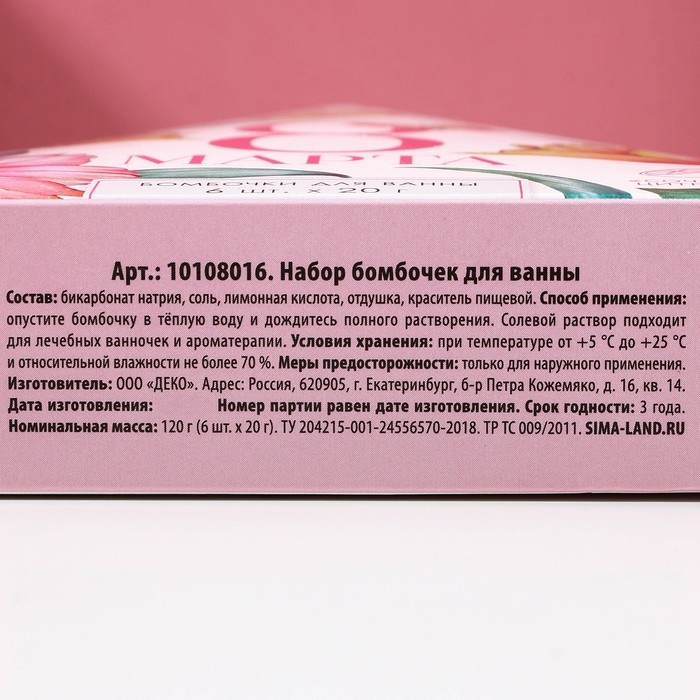 8
МАРТА
БОМБОЧКИ ДЛЯ ВАННЫ
6 ШТ. X 20 Г
Арт.: 10108016. Набор бомбочек для ванны
Состав: бикарбонат натрия, соль, лимонная кислота, отдушка, краситель пищевой. Способ применения:
опустите бомбочку в тёплую воду и дождитесь полного растворения. Солевой раствор подходит
для лечебных ванночек и ароматерапии. Условия хранения: при температуре от +5 °С до +25 °С
и относительной влажности не более 70 %. Меры предосторожности: только для наружного применения.
Изготовитель: ООО «ДЕКО». Адрес: Россия, 620905, г. Екатеринбург, б-р Петра Кожемяко, д. 16, кв. 14.
Дата изготовления: Номер партии равен дате изготовления. Срок годности: 3 года.
Номинальная масса: 120 г (6 шт. х 20 г). ТУ 204215-001-24556570-2018. ТР ТС 009/2011. SIMA-LAND.RU